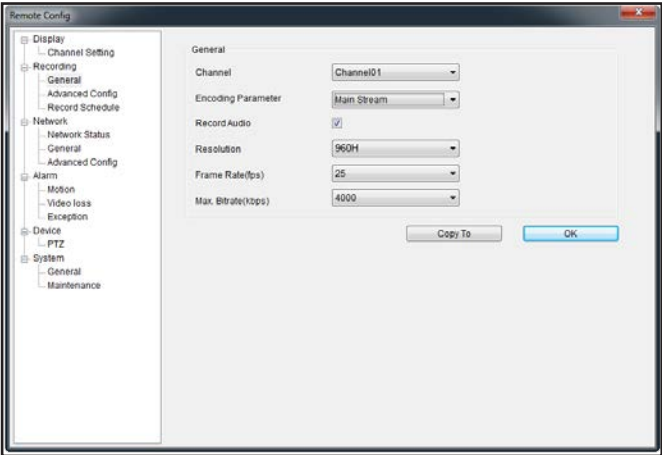 Remote Config
Display
Channel Setting
Recording
General
Advanced Config
Record Schedule
Network
Network Status
General
Advanced Config
Alarm
Motion
Video loss
Exception
Device
PTZ
System
General
Maintenance
General
Channel
Channel01
Encoding Parameter
Main Stream
Record Audio
Resolution
960H
Frame Rate(fps)
25
Max. Bitrate(kbps)
4000
Copy To
OK